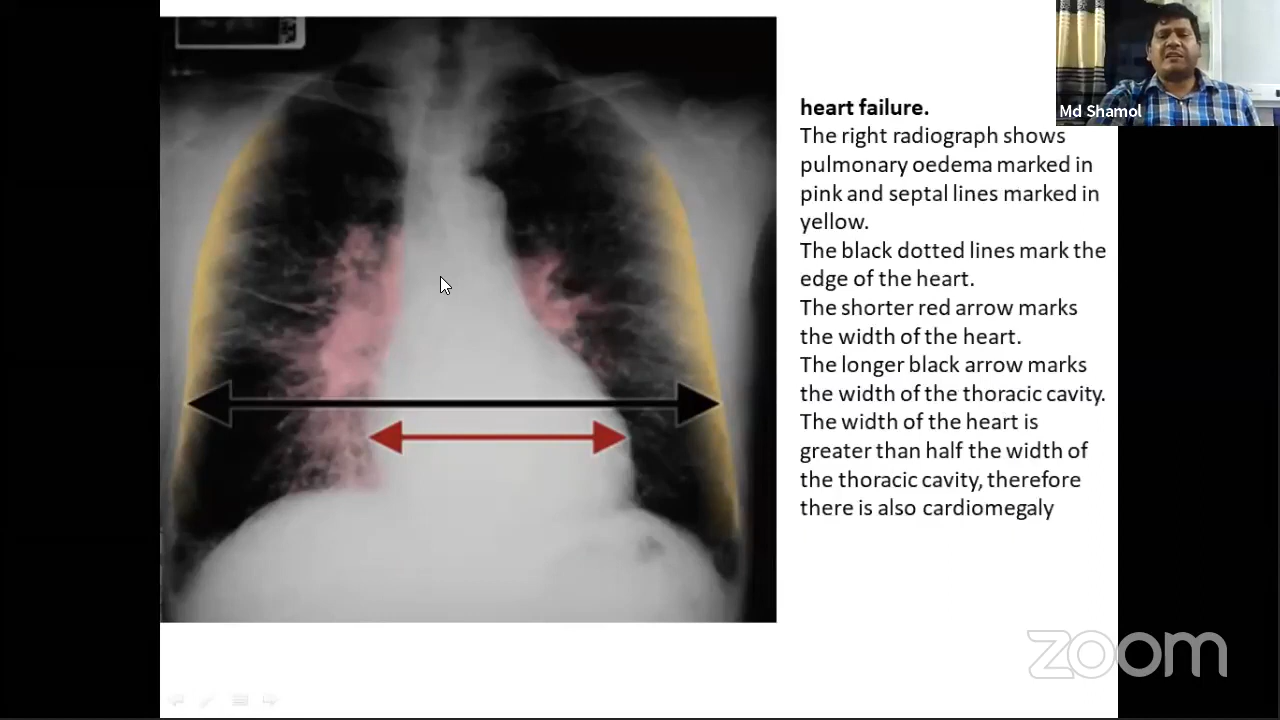 heart failure.
The right radiograph shows
pulmonary oedema marked in
pink and septal lines marked in
yellow.
The black dotted lines mark the
edge of the heart.
The shorter red arrow marks
the width of the heart.
The longer black arrow marks
the width of the thoracic cavity.
The width of the heart is
greater than half the width of
the thoracic cavity, therefore
there is also cardiomegaly
Md Shamol
zoom